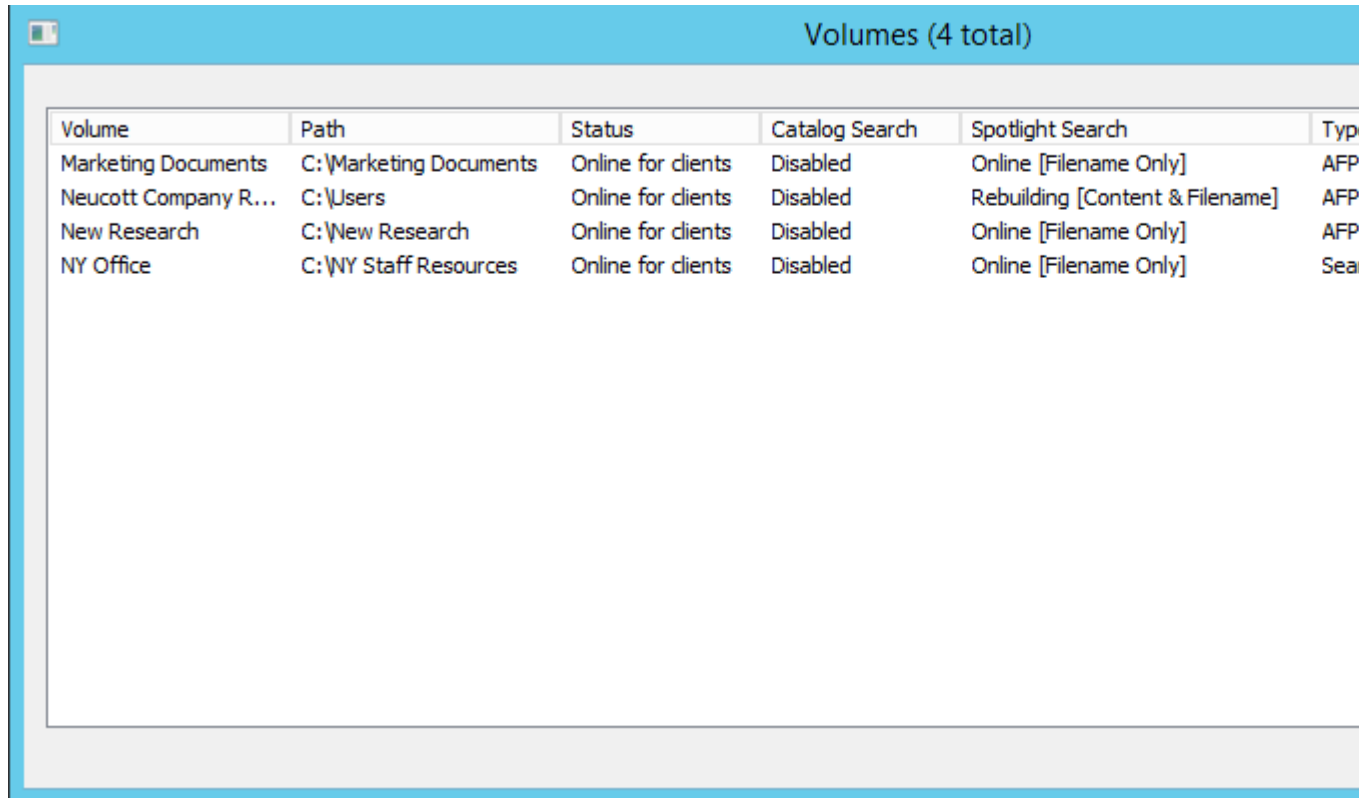 Volumes (4 total)
Volume Path Status Catalog Search Spotlight Search Typ
Marketing Documents C:\Marketing Documents Online for clients Disabled Online [Filename Only] AFP
Neucott Company R... C:\Users Online for clients Disabled Rebuilding [Content & Filename] AFP
New Research C:\New Research Online for clients Disabled Online [Filename Only] AFP
NY Office C:\NY Staff Resources Online for clients Disabled Online [Filename Only] Sea